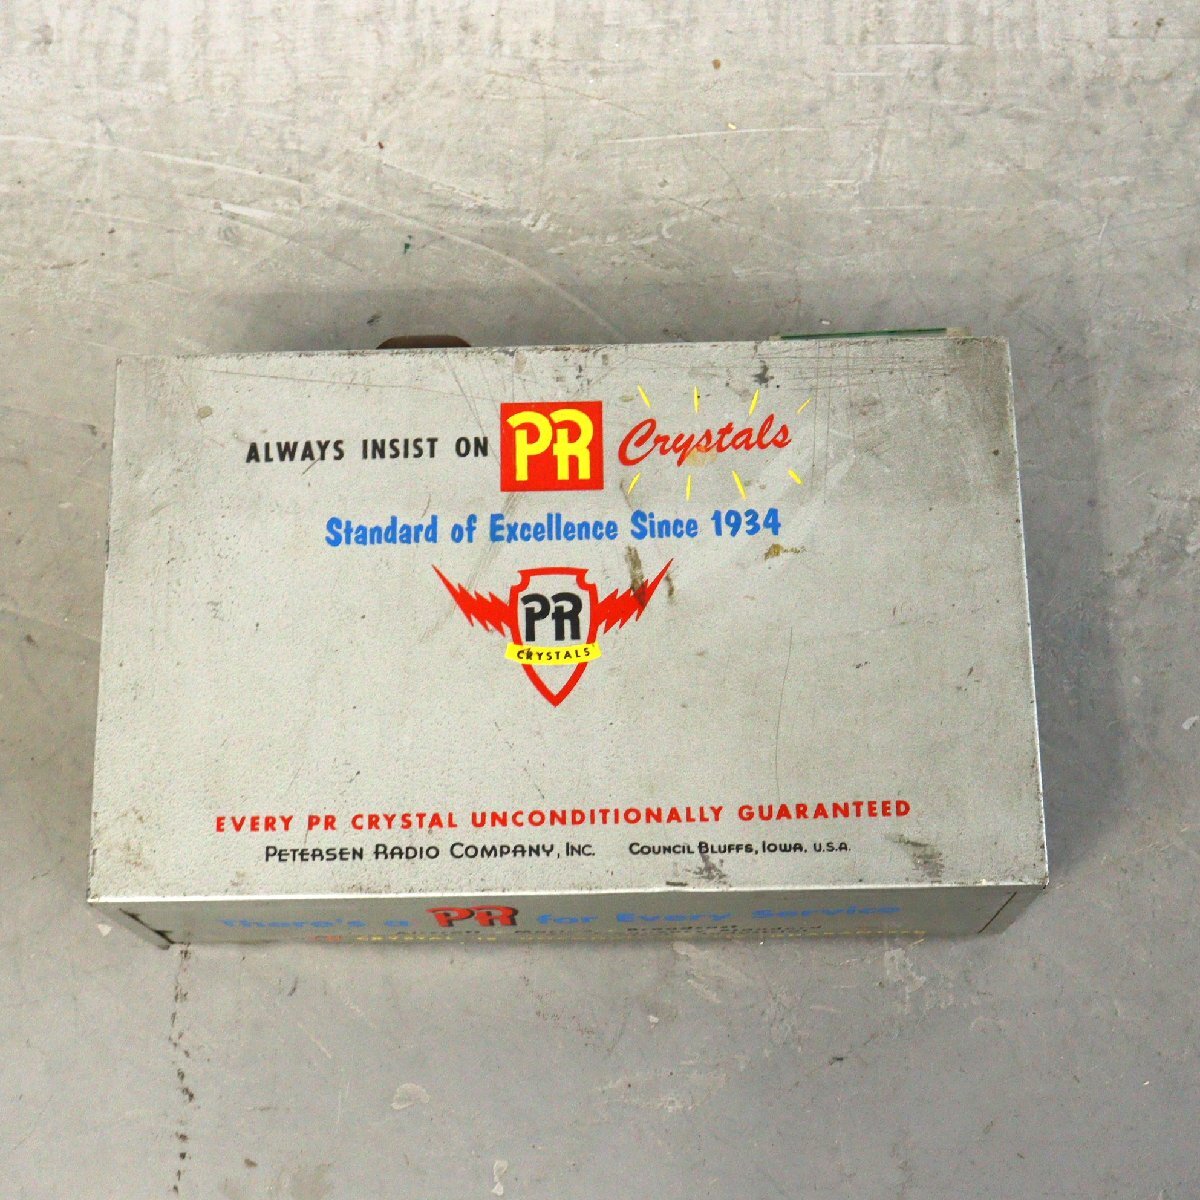 ALWAYS INSIST ON PR Crystals
Standard of Excellence Since 1934
PR
CRYSTALS
EVERY PR CRYSTAL UNCONDITIONALLY GUARANTEED
PETERSEN RADIO COMPANY, INC. COUNCIL BLUFFS, IOWA, U.S.A.
There's a PR for Every Service